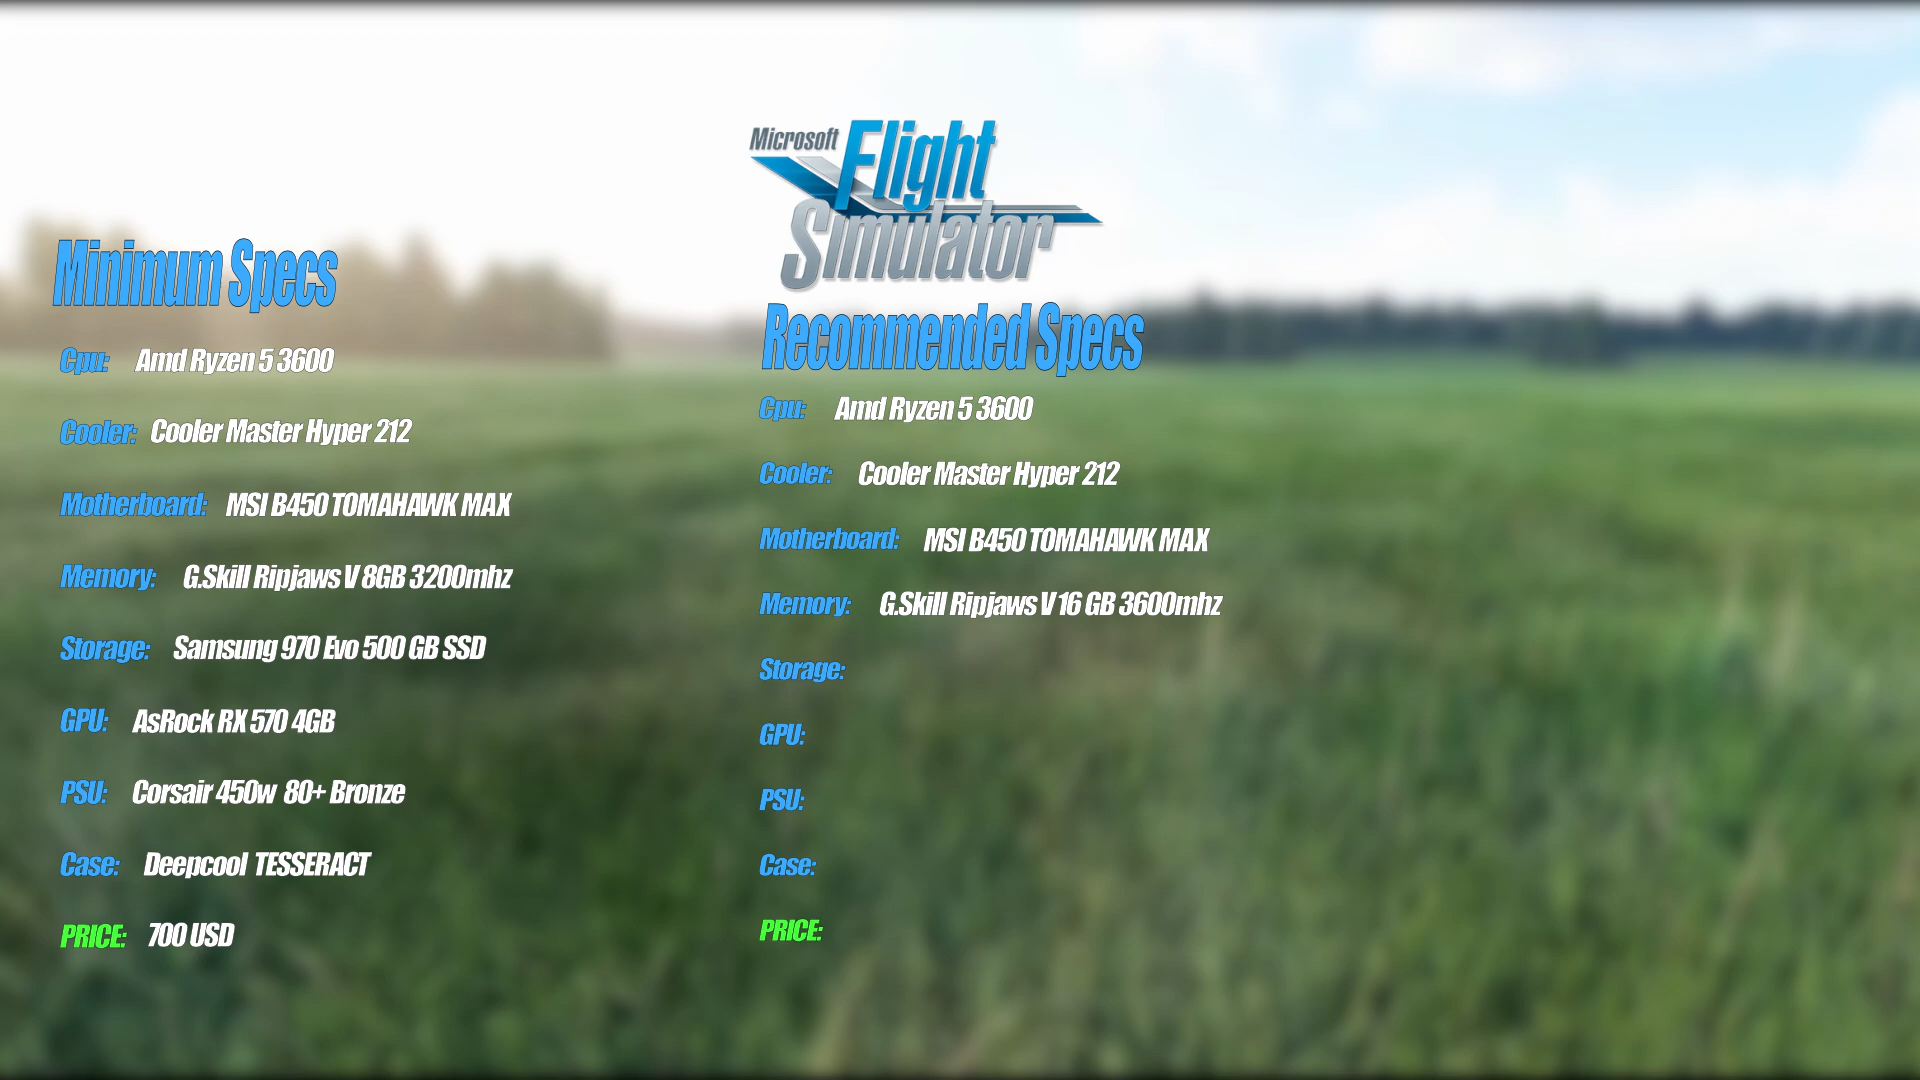 Microsoft Flight
Simulator
Minimum Specs
Cpu: Amd Ryzen 5 3600
Cooler: Cooler Master Hyper 212
Motherboard: MSI B450 TOMAHAWK MAX
Memory: G.Skill Ripjaws V 8GB 3200mhz
Storage: Samsung 970 Evo 500 GB SSD
GPU: AsRock RX 570 4GB
PSU: Corsair 450w 80+ Bronze
Case: Deepcool TESSERACT
PRICE: 700 USD
Recommended Specs
Cpu: Amd Ryzen 5 3600
Cooler: Cooler Master Hyper 212
Motherboard: MSI B450 TOMAHAWK MAX
Memory: G.Skill Ripjaws V 16 GB 3600mhz
Storage:
GPU:
PSU:
Case:
PRICE: